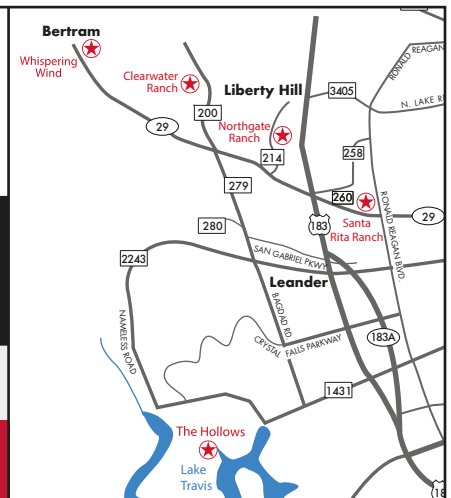 Bertram
Whispering
Wind
Clearwater
Ranch
RONALD REAGAN
Liberty Hill
3405
N. LAKE
200
29
Northgate
Ranch
214
258
279
260
29
RONALD REAGAN BLVD.
183
Santa
Rita Ranch
280
SAN GABRIEL PKWY
2243
Leander
BAGDAD RD
NAMELESS ROAD
CRYSTAL FALLS PARKWAY
183A
1431
The Hollows
Lake
Travis